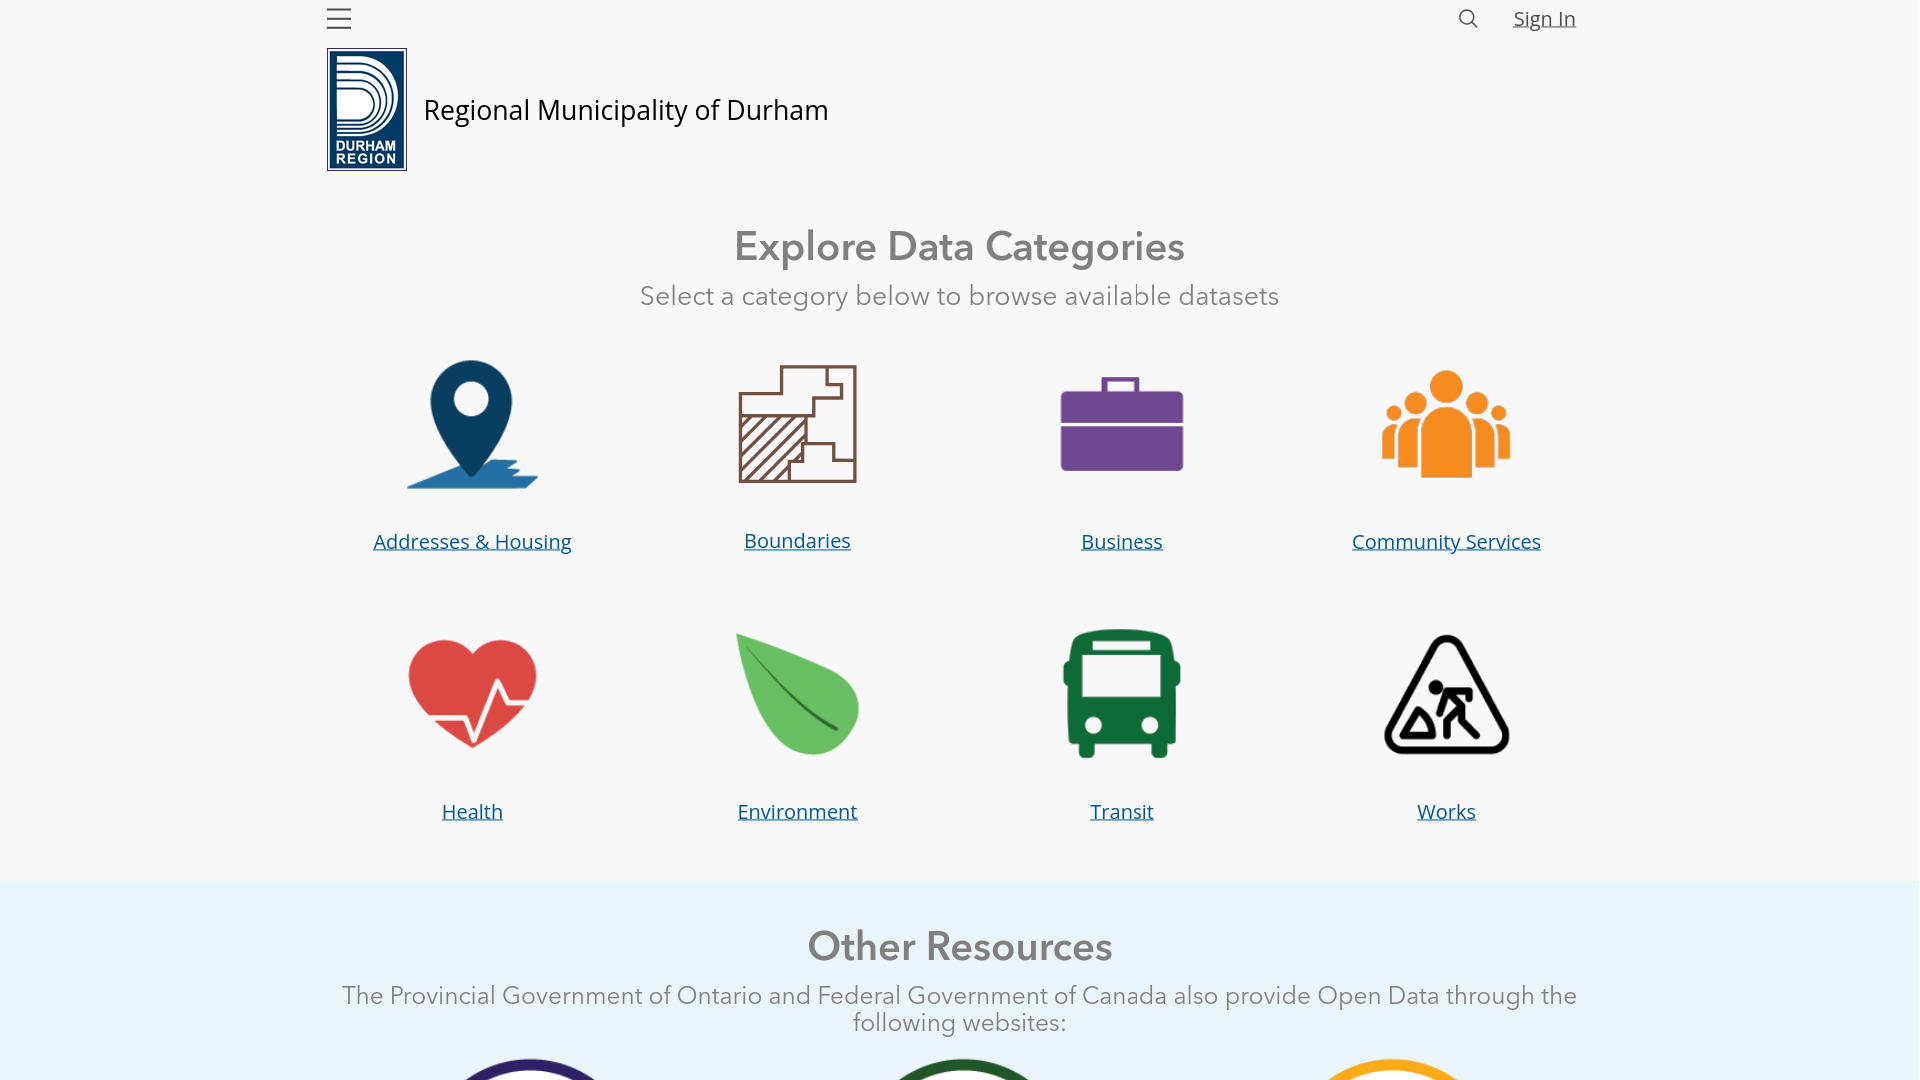 Sign In
DURHAM
REGION
Regional Municipality of Durham
Explore Data Categories
Select a category below to browse available datasets
Addresses & Housing
Boundaries
Business
Community Services
Health
Environment
Transit
Works
Other Resources
The Provincial Government of Ontario and Federal Government of Canada also provide Open Data through the
following websites: